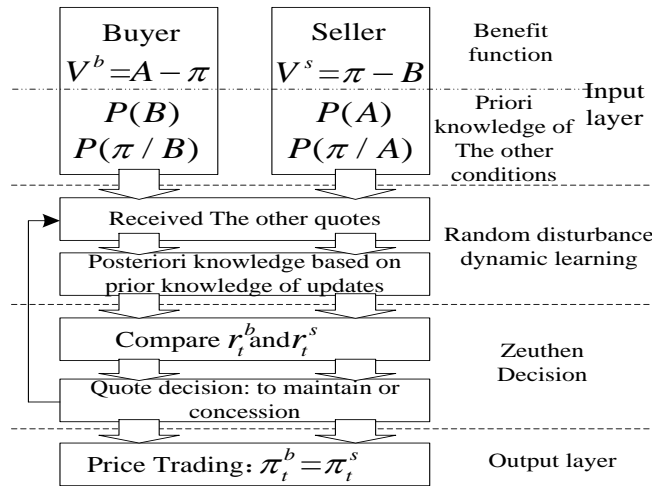 Buyer
V^b=A−π
P(B)
P(π/B)
Seller
V^s=π−B
P(A)
P(π/A)
Benefit
function
Priori
knowledge of
The other
conditions
Input
layer
Received The other quotes
Posteriori knowledge based on
prior knowledge of updates
Random disturbance
dynamic learning
Compare r_t^b and r_t^s
Quote decision: to maintain or
concession
Zeuthen
Decision
Price Trading: π_t^b=π_t^s
Output layer